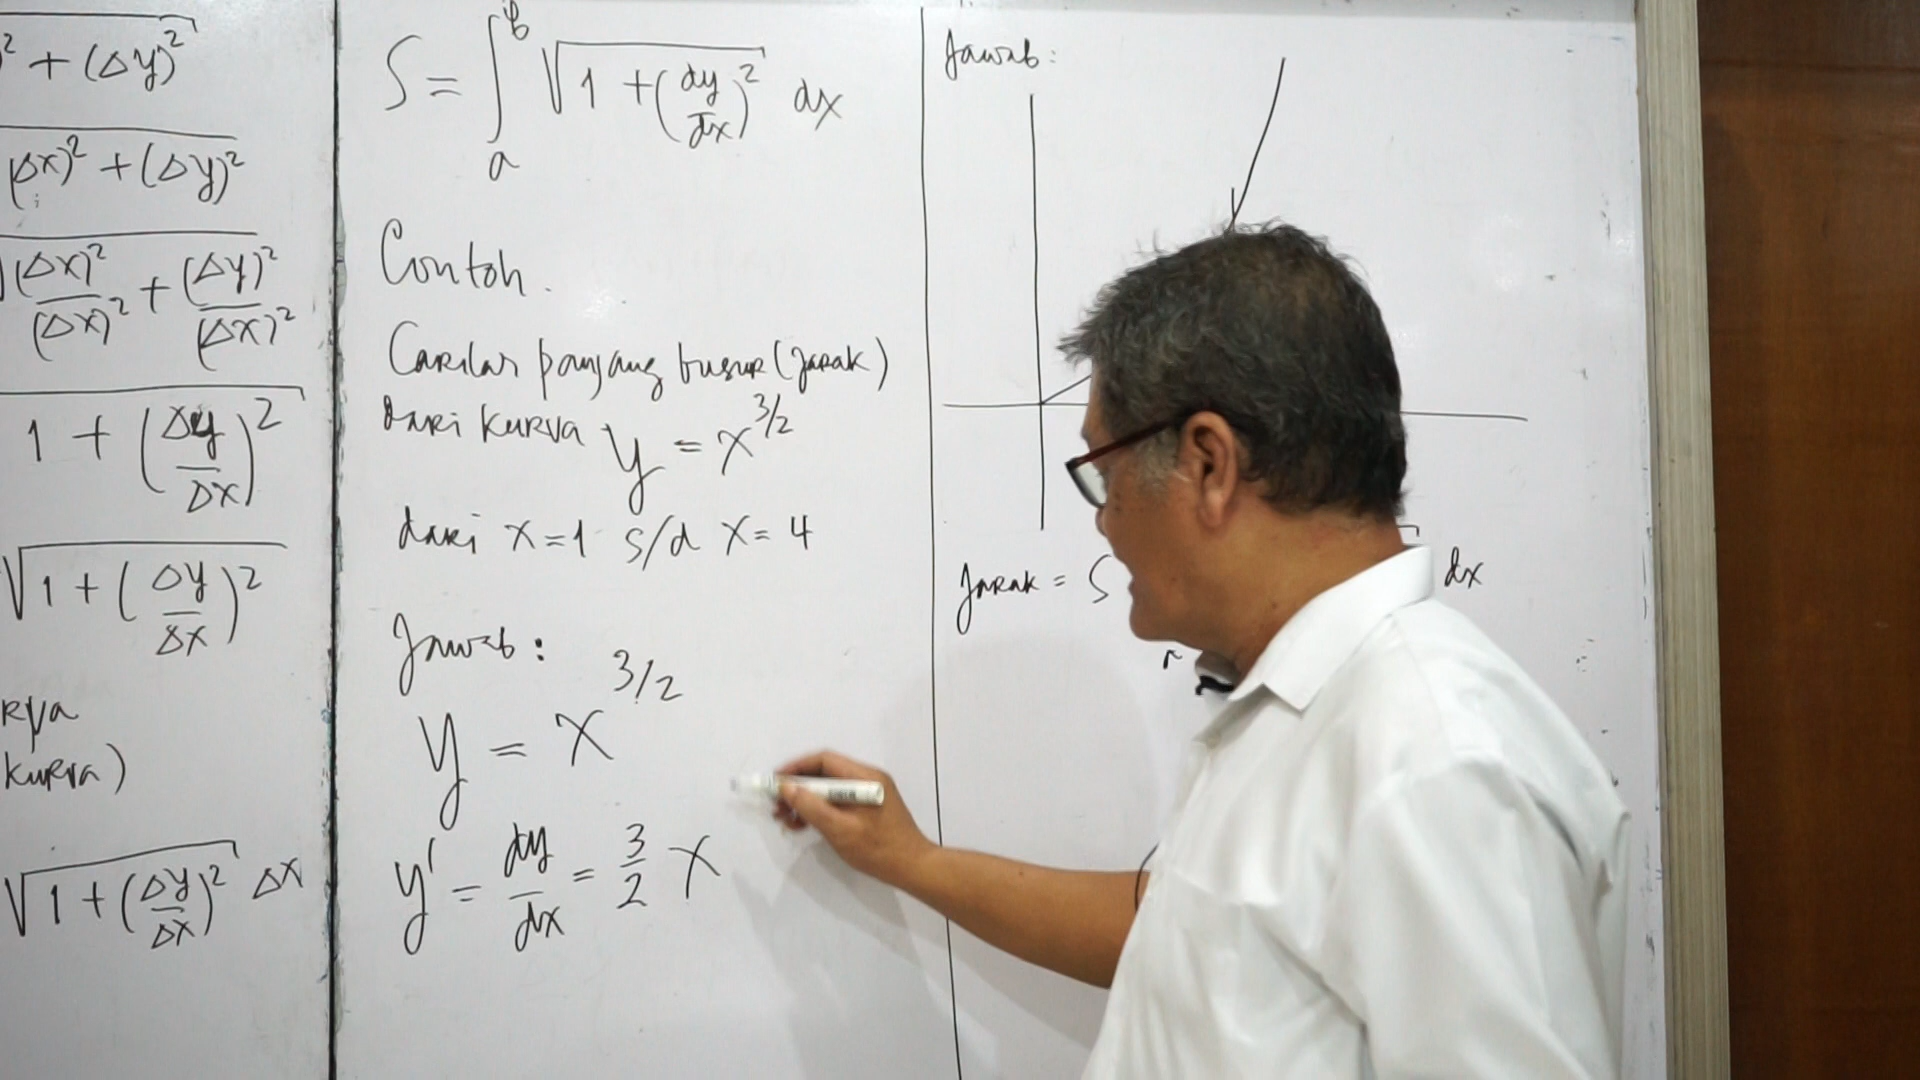 ² + (Δy)²
(Δx)² + (Δy)²
(Δx)²/(Δx)² + (Δy)²/(Δx)²
1 + (Δy/Δx)²
√1 + (Δy/Δx)²
kurva)
√1 + (Δy/Δx)² Δx
S = ∫ₐᵇ √1 + (dy/dx)² dx
Contoh.
Carilah panjang busur (jarak)
dari kurva y = x^3/2
dari x = 1 s/d x = 4
Jawab:
y = x^3/2
y' = dy/dx = 3/2 x
Jawab:
Jarak = S
dx